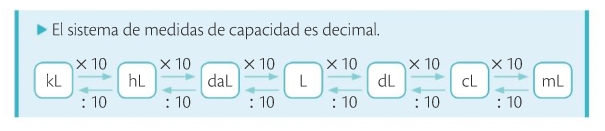 ▶ El sistema de medidas de capacidad es decimal.
× 10 × 10 × 10 × 10 × 10 × 10
kL hL daL L dL cL mL
: 10 : 10 : 10 : 10 : 10 : 10